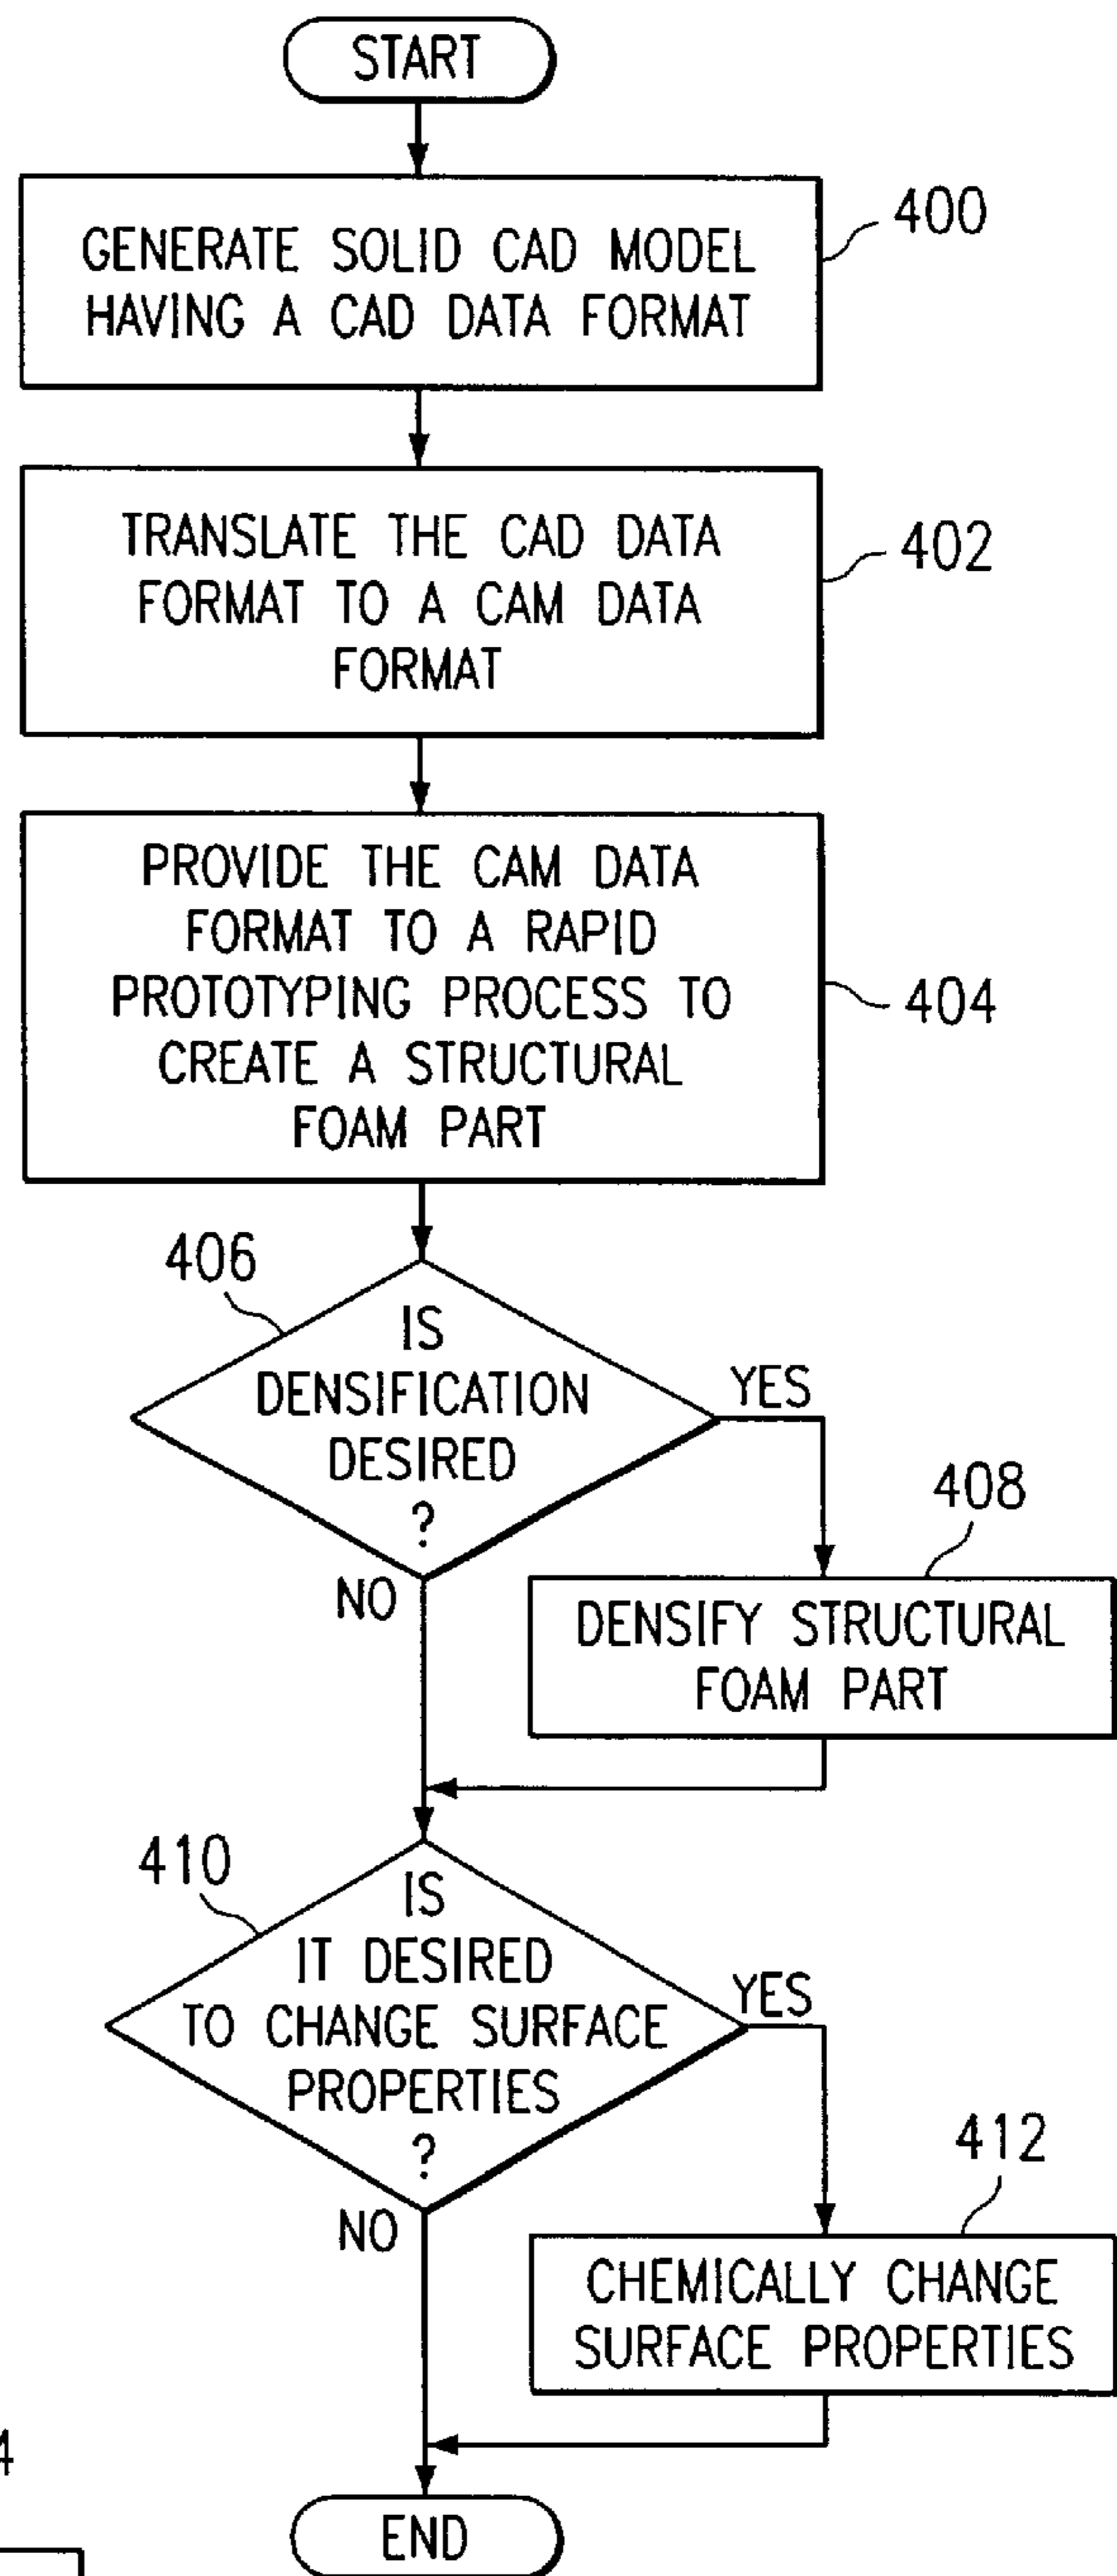 START
GENERATE SOLID CAD MODEL
HAVING A CAD DATA FORMAT
400
TRANSLATE THE CAD DATA
FORMAT TO A CAM DATA
FORMAT
402
PROVIDE THE CAM DATA
FORMAT TO A RAPID
PROTOTYPING PROCESS TO
CREATE A STRUCTURAL
FOAM PART
404
406
IS
DENSIFICATION
DESIRED
?
YES
NO
408
DENSIFY STRUCTURAL
FOAM PART
410
IS
IT DESIRED
TO CHANGE SURFACE
PROPERTIES
?
YES
NO
412
CHEMICALLY CHANGE
SURFACE PROPERTIES
4
END